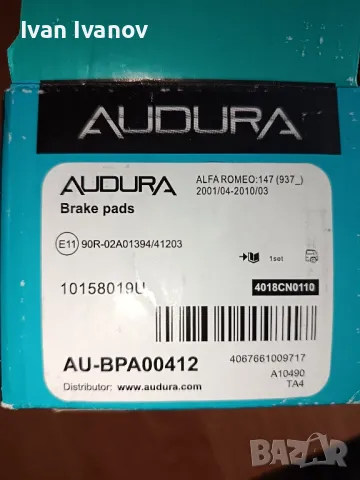 Ivan Ivanov
AUDURA
AUDURA
ALFA ROMEO:147 (937_)
2001/04-2010/03
Brake pads
E11 90R-02A01394/41203
1set
10158019U
4018CN0110
AU-BPA00412
4067661009717
Distributor: www.audura.com
A10490
TA4
BAZAR